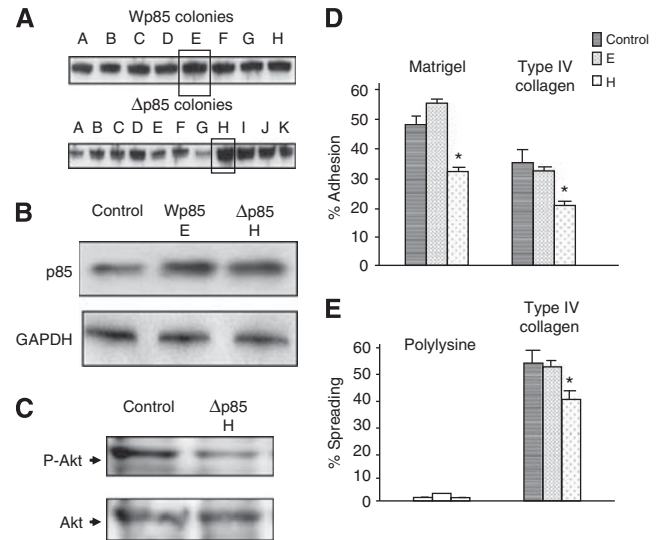 A
Wp85 colonies
A B C D E F G H
Δp85 colonies
A B C D E F G H I J K
B
Control Wp85 E Δp85 H
p85
GAPDH
C
Control Δp85 H
P-Akt
Akt
D
Control
E
H
Matrigel
Type IV
collagen
% Adhesion
60
50
40
30
20
10
0
*
*
E
Polylysine
Type IV
collagen
% Spreading
60
50
40
30
20
10
0
*